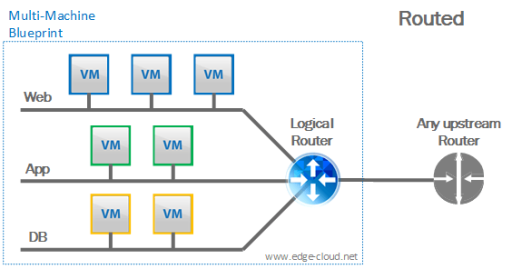 Multi-Machine
Blueprint
Routed
VM VM VM
Web
Logical
Router
Any upstream
Router
VM VM
App
VM VM
DB
www.edge-cloud.net